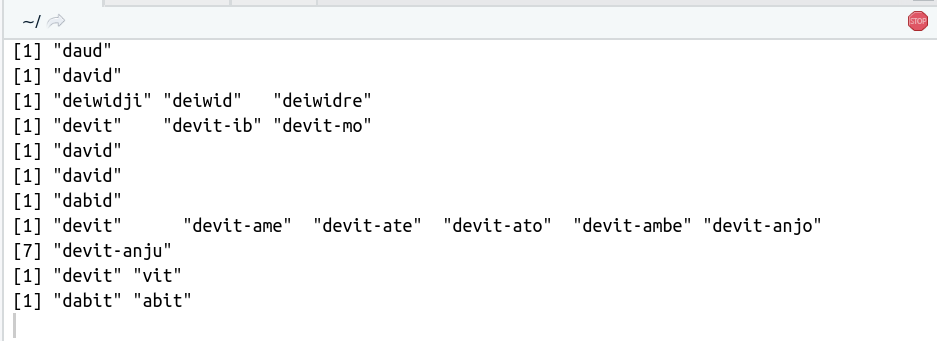 ~/
STOP
[1] "daud"
[1] "david"
[1] "deiwidji" "deiwid"   "deiwidre"
[1] "devit"    "devit-ib" "devit-mo"
[1] "david"
[1] "david"
[1] "dabid"
[1] "devit"      "devit-ame"  "devit-ate"  "devit-ato"  "devit-ambe" "devit-anjo"
[7] "devit-anju"
[1] "devit" "vit"
[1] "dabit" "abit"